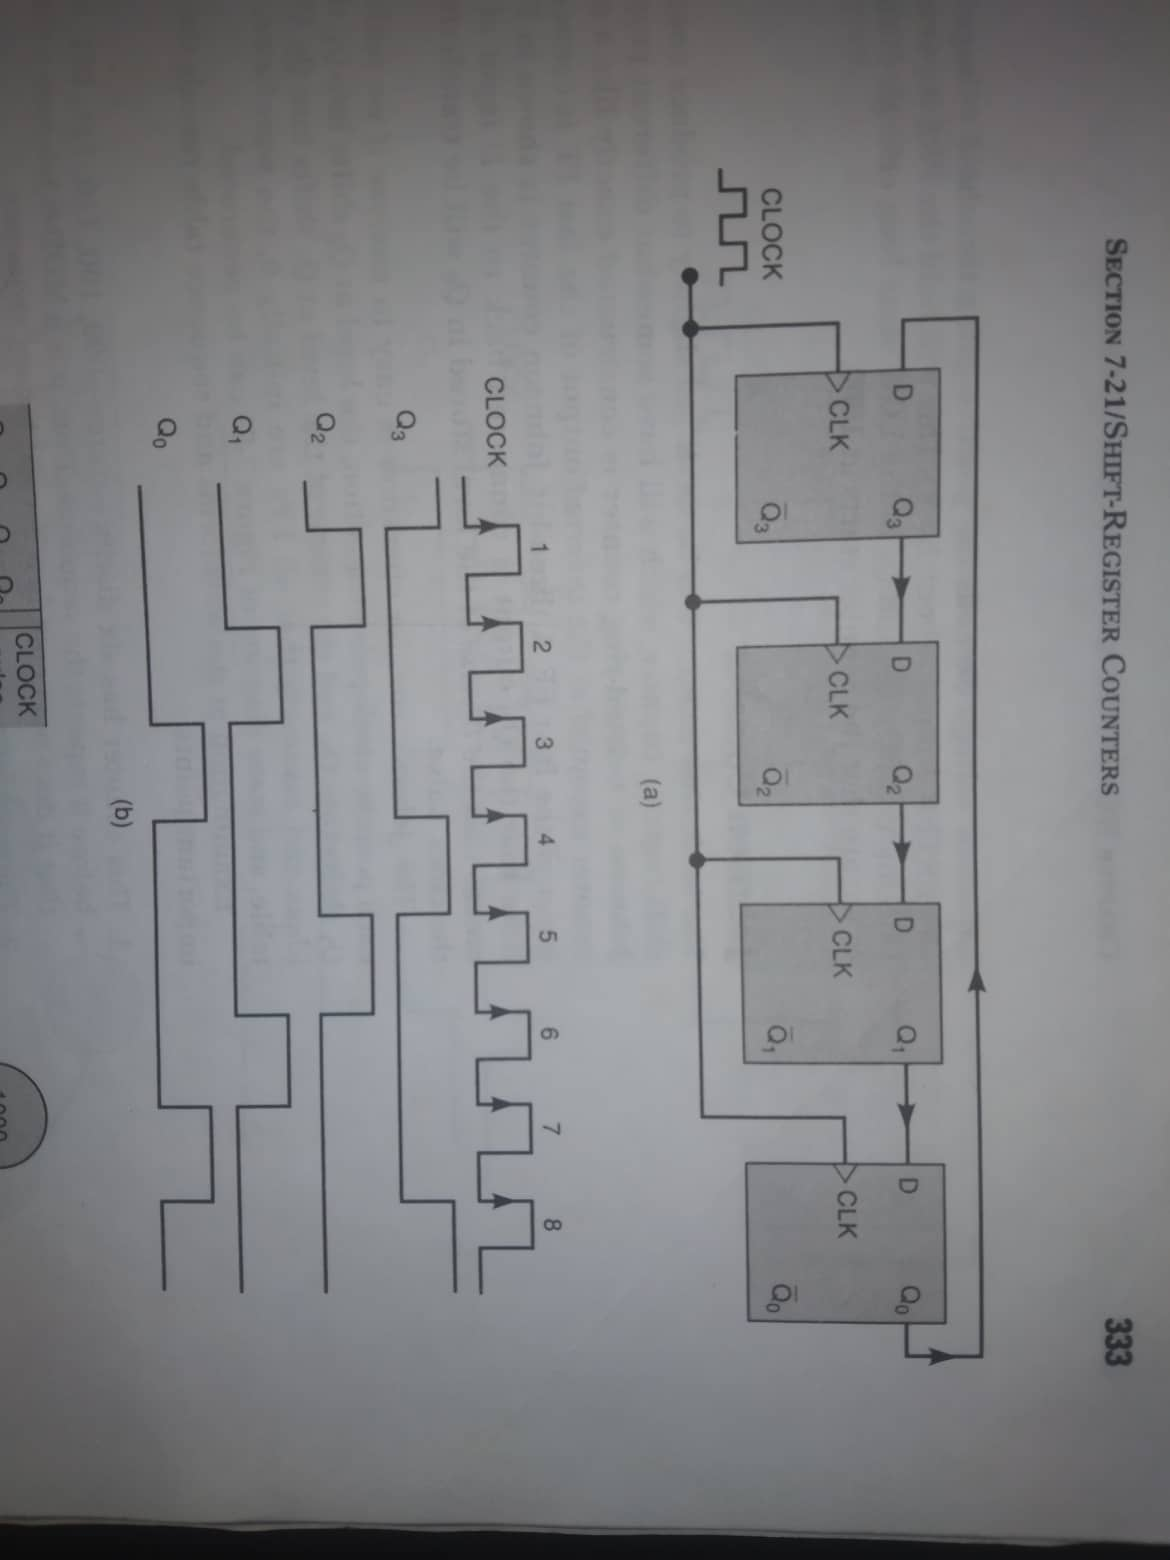 SECTION 7-21/SHIFT-REGISTER COUNTERS 333
D Q₃ D Q₂ D Q₁ D Q₀
CLK CLK CLK CLK
CLOCK
Q̅₃ Q̅₂ Q̅₁ Q̅₀
(a)
1 2 3 4 5 6 7 8
CLOCK
Q₃
Q₂
Q₁
Q₀
(b)
CLOCK